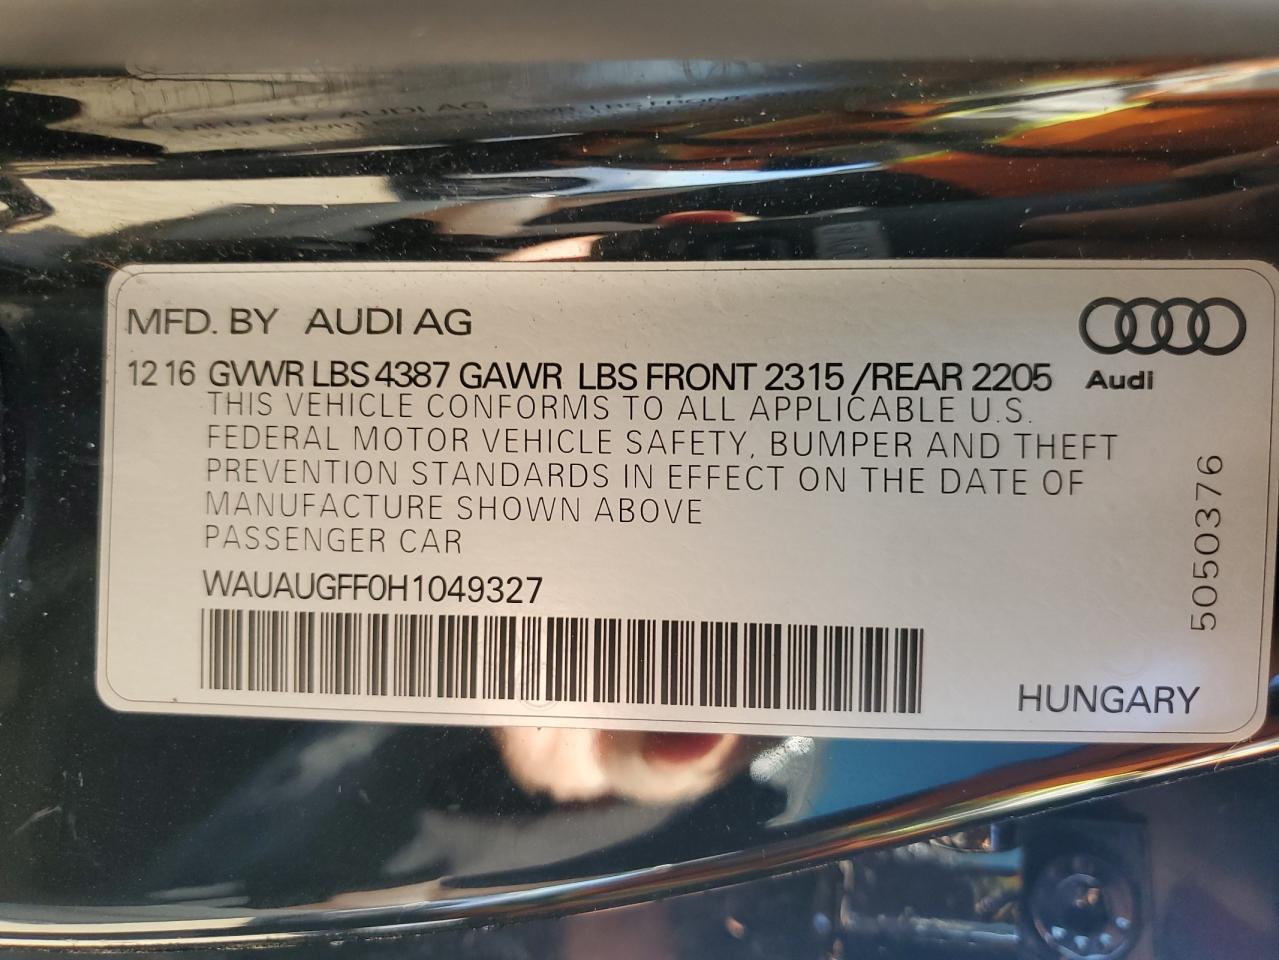 MFD. BY AUDI AG
12 16 GVWR LBS 4387 GAWR LBS FRONT 2315 /REAR 2205
Audi
THIS VEHICLE CONFORMS TO ALL APPLICABLE U.S.
FEDERAL MOTOR VEHICLE SAFETY, BUMPER AND THEFT
PREVENTION STANDARDS IN EFFECT ON THE DATE OF
MANUFACTURE SHOWN ABOVE
PASSENGER CAR
WAUAUGFF0H1049327
5050376
HUNGARY